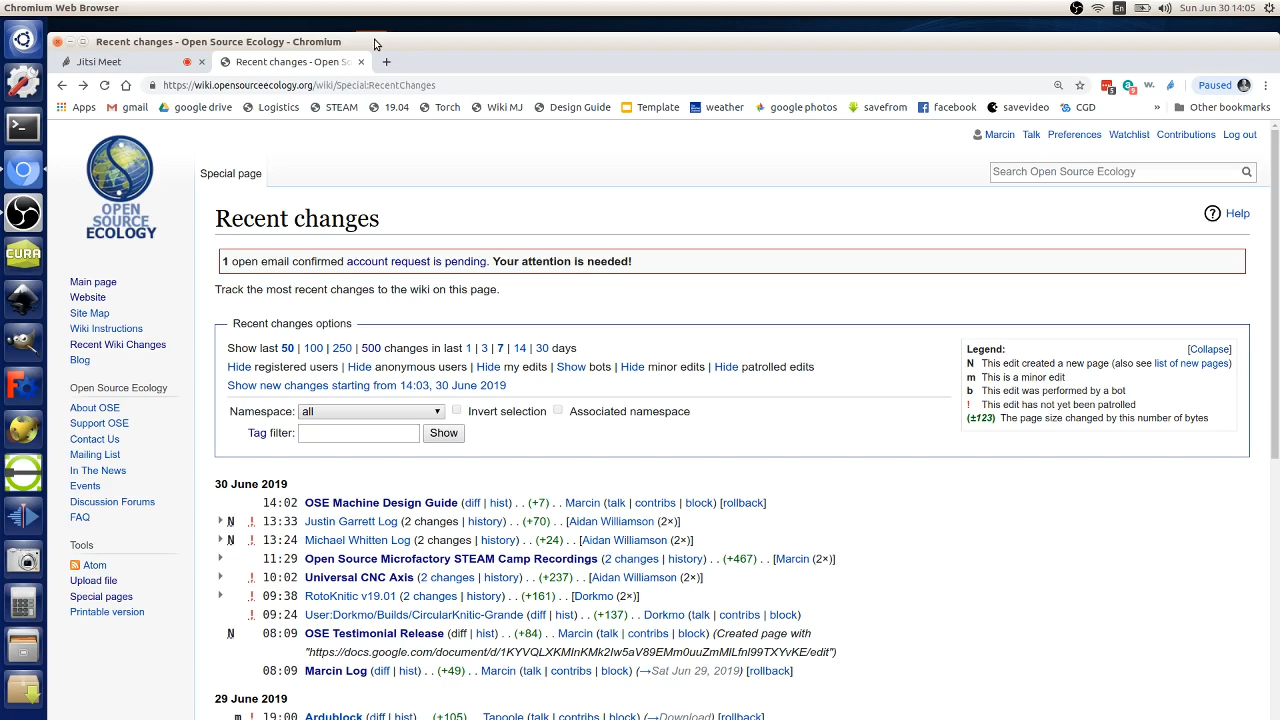 Chromium Web Browser
En
Sun Jun 30 14:05
Recent changes - Open Source Ecology - Chromium
Jitsi Meet
Recent changes - Open So
https://wiki.opensourceecology.org/wiki/Special:RecentChanges
Paused
Apps
gmail
google drive
Logistics
STEAM
19.04
Torch
Wiki MJ
Design Guide
Template
weather
google photos
savefrom
facebook
savevideo
CGD
»
Other bookmarks
Marcin Talk Preferences Watchlist Contributions Log out
Special page
Search Open Source Ecology
OPEN
SOURCE
ECOLOGY
CURA
Recent changes
Help
1 open email confirmed account request is pending. Your attention is needed!
Track the most recent changes to the wiki on this page.
Main page
Website
Site Map
Wiki Instructions
Recent Wiki Changes
Blog
Open Source Ecology
About OSE
Support OSE
Contact Us
Mailing List
In The News
Events
Discussion Forums
FAQ
Tools
Atom
Upload file
Special pages
Printable version
Recent changes options
Show last 50 | 100 | 250 | 500 changes in last 1 | 3 | 7 | 14 | 30 days
Hide registered users | Hide anonymous users | Hide my edits | Show bots | Hide minor edits | Hide patrolled edits
Show new changes starting from 14:03, 30 June 2019
Namespace: all Invert selection Associated namespace
Tag filter: Show
Legend: [Collapse]
N This edit created a new page (also see list of new pages)
m This is a minor edit
b This edit was performed by a bot
! This edit has not yet been patrolled
(±123) The page size changed by this number of bytes
30 June 2019
14:02 OSE Machine Design Guide (diff | hist) . . (+7) . . Marcin (talk | contribs | block) [rollback]
N ! 13:33 Justin Garrett Log (2 changes | history) . . (+70) . . [Aidan Williamson (2×)]
N ! 13:24 Michael Whitten Log (2 changes | history) . . (+24) . . [Aidan Williamson (2×)]
11:29 Open Source Microfactory STEAM Camp Recordings (2 changes | history) . . (+467) . . [Marcin (2×)]
! 10:02 Universal CNC Axis (2 changes | history) . . (+237) . . [Aidan Williamson (2×)]
! 09:38 RotoKnitic v19.01 (2 changes | history) . . (+161) . . [Dorkmo (2×)]
! 09:24 User:Dorkmo/Builds/CircularKnitic-Grande (diff | hist) . . (+137) . . Dorkmo (talk | contribs | block)
N 08:09 OSE Testimonial Release (diff | hist) . . (+84) . . Marcin (talk | contribs | block) (Created page with
"https://docs.google.com/document/d/1KYVQLXKMInKMk2Iw5aV89EMm0uuZmMILfnl99TXYvKE/edit")
08:09 Marcin Log (diff | hist) . . (+49) . . Marcin (talk | contribs | block) (→Sat Jun 29, 2019) [rollback]
29 June 2019
m 19:00 Ardublock (diff | hist) . . (+105) . . Tapoole (talk | contribs | block) (→Download) [rollback]